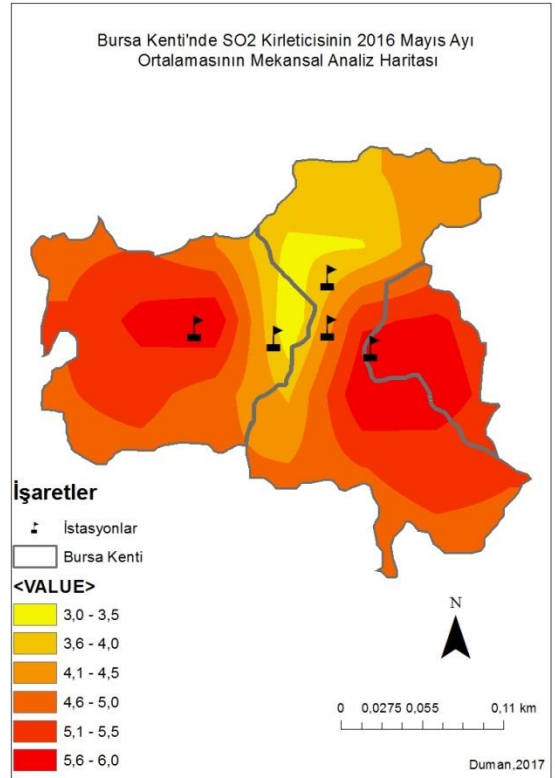 Bursa Kenti'nde SO2 Kirleticisinin 2016 Mayıs Ayı
Ortalamasının Mekansal Analiz Haritası
İşaretler
İstasyonlar
Bursa Kenti
<VALUE>
3,0 - 3,5
3,6 - 4,0
4,1 - 4,5
4,6 - 5,0
5,1 - 5,5
5,6 - 6,0
N
0 0,0275 0,055 0,11 km
Duman,2017